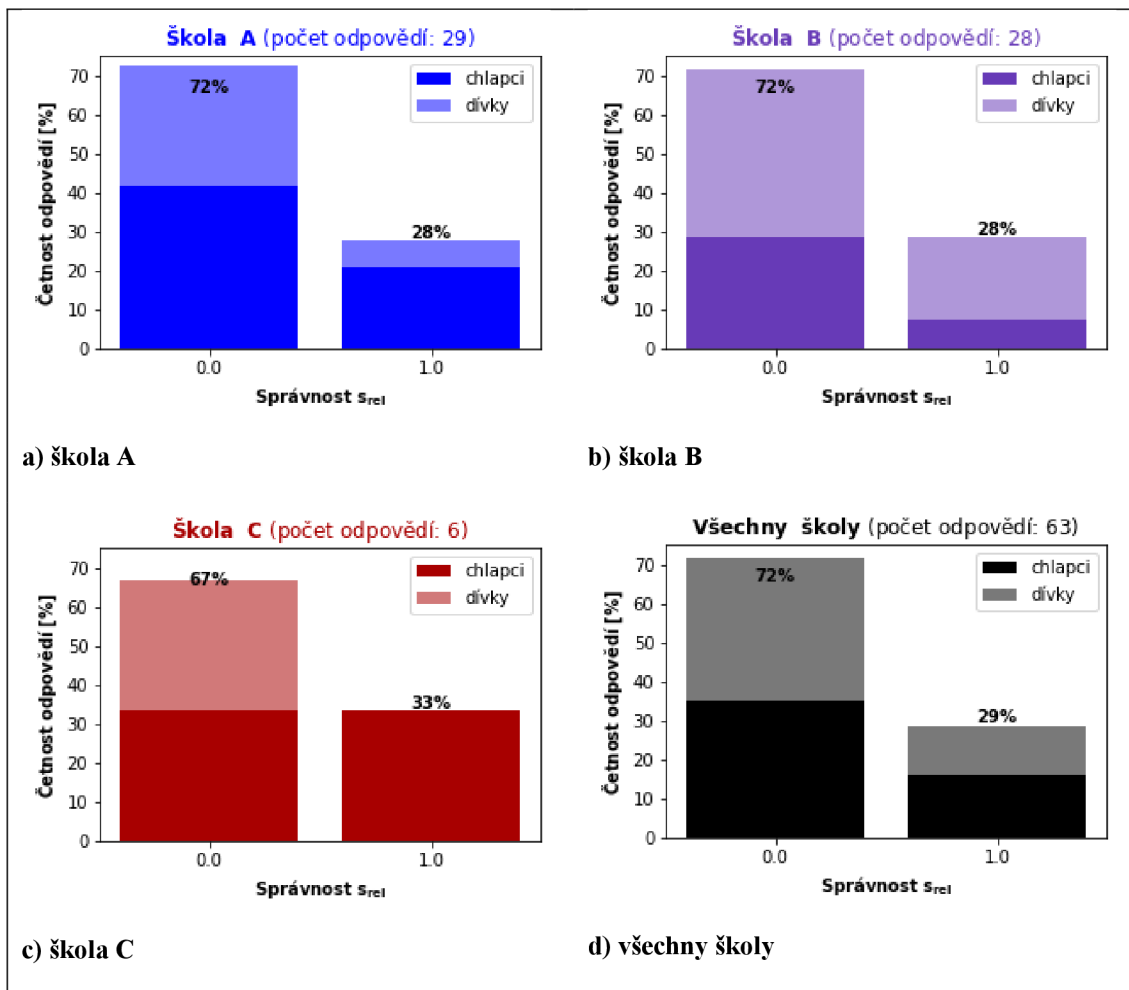 Škola A (počet odpovědí: 29)
Četnost odpovědí [%]
70
60
50
40
30
20
10
0
72%
28%
chlapci
dívky
0.0
1.0
Správnost s_rel
a) škola A
Škola B (počet odpovědí: 28)
Četnost odpovědí [%]
70
60
50
40
30
20
10
0
72%
28%
chlapci
dívky
0.0
1.0
Správnost s_rel
b) škola B
Škola C (počet odpovědí: 6)
Četnost odpovědí [%]
70
60
50
40
30
20
10
0
67%
33%
chlapci
dívky
0.0
1.0
Správnost s_rel
c) škola C
Všechny školy (počet odpovědí: 63)
Četnost odpovědí [%]
70
60
50
40
30
20
10
0
72%
29%
chlapci
dívky
0.0
1.0
Správnost s_rel
d) všechny školy